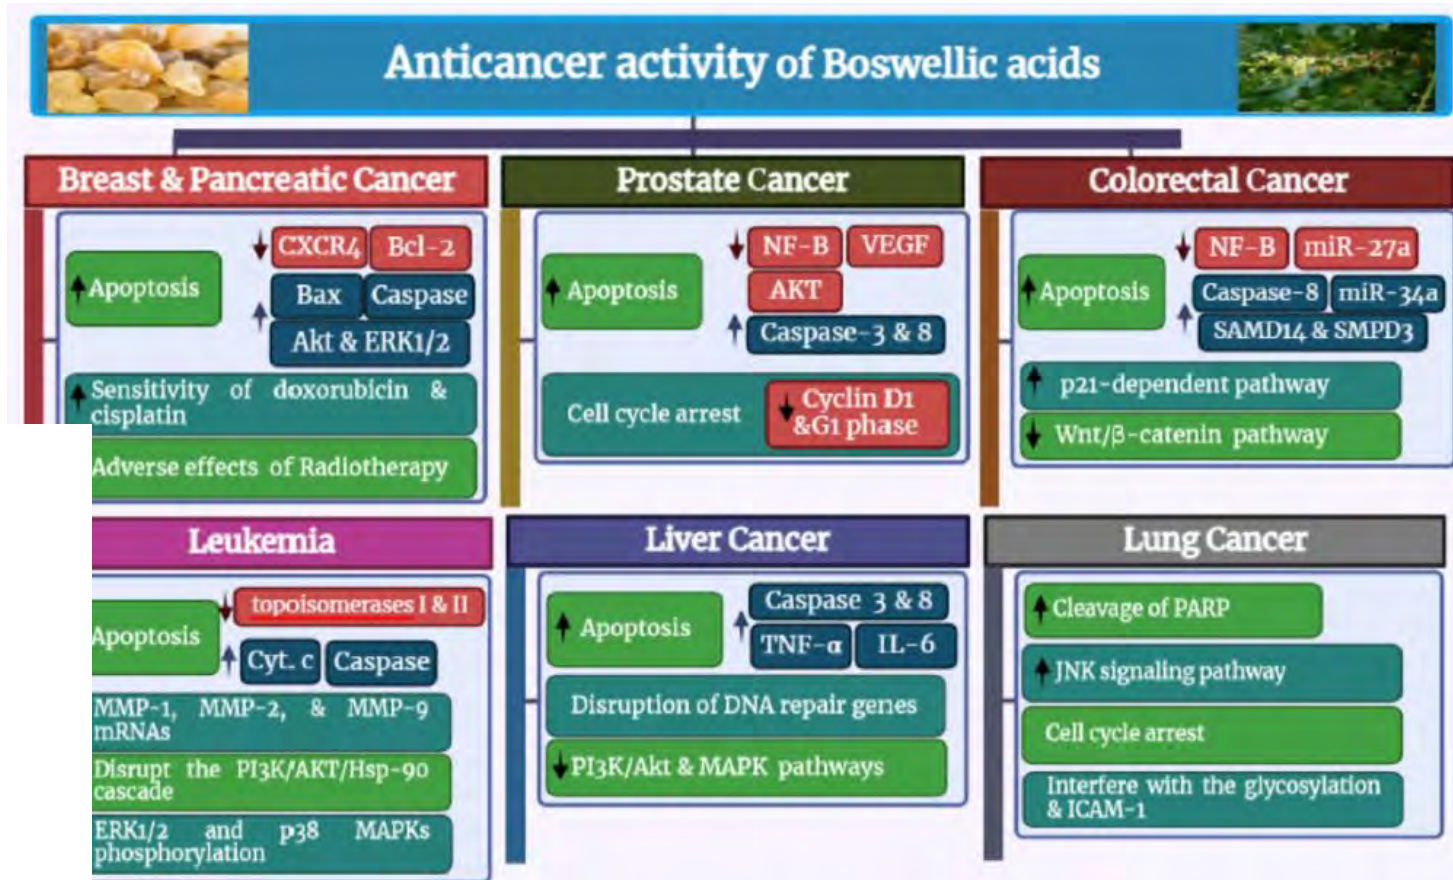 Anticancer activity of Boswellic acids
Breast & Pancreatic Cancer
↓ CXCR4 Bcl-2
↑ Apoptosis
↑ Bax Caspase
Akt & ERK1/2
↑ Sensitivity of doxorubicin &
cisplatin
Adverse effects of Radiotherapy
Prostate Cancer
↓ NF-B VEGF
AKT
↑ Apoptosis
↑ Caspase-3 & 8
Cell cycle arrest
↓ Cyclin D1
&G1 phase
Colorectal Cancer
↓ NF-B miR-27a
↑ Apoptosis
↑ Caspase-8 miR-34a
SAMD14 & SMPD3
↑ p21-dependent pathway
↓ Wnt/β-catenin pathway
Leukemia
↓ topoisomerases I & II
Apoptosis
↑ Cyt. c Caspase
MMP-1, MMP-2, & MMP-9
mRNAs
Disrupt the PI3K/AKT/Hsp-90
cascade
ERK1/2 and p38 MAPKs
phosphorylation
Liver Cancer
↑ Apoptosis
↑ Caspase 3 & 8
TNF-α IL-6
Disruption of DNA repair genes
↓ PI3K/Akt & MAPK pathways
Lung Cancer
↑ Cleavage of PARP
↑ JNK signaling pathway
Cell cycle arrest
Interfere with the glycosylation
& ICAM-1